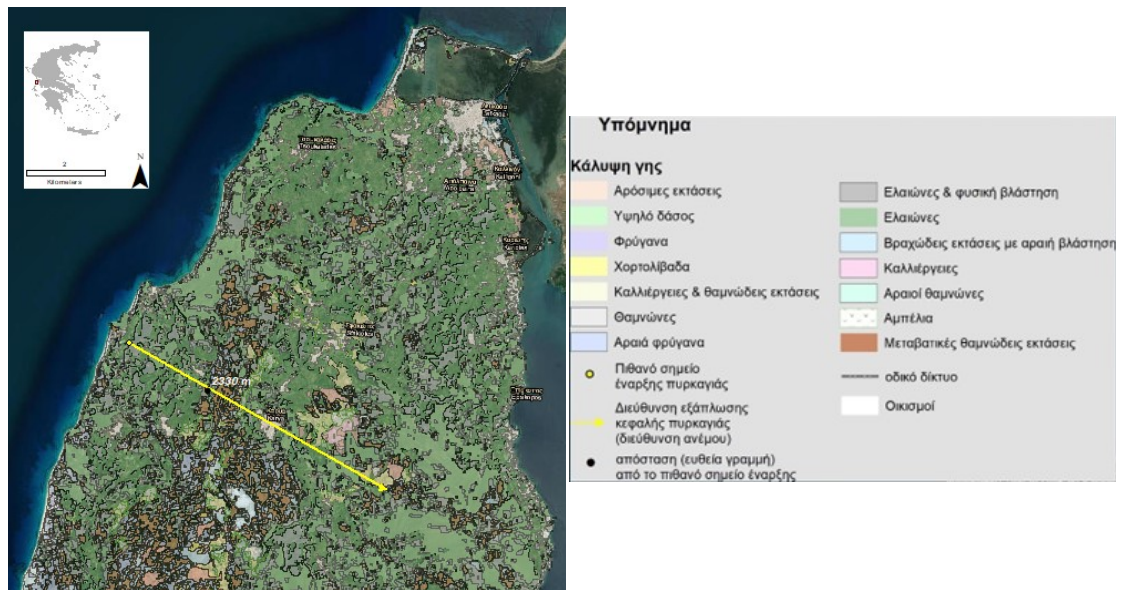 2
Kilometers
N
Τσουκαλάδες
2330 m
Υπόμνημα
Κάλυψη γης
Αρόσιμες εκτάσεις
Υψηλό δάσος
Φρύγανα
Χορτολίβαδα
Καλλιέργειες & θαμνώδεις εκτάσεις
Θαμνώνες
Αραιά φρύγανα
Πιθανό σημείο
έναρξης πυρκαγιάς
Διεύθυνση εξάπλωσης
κεφαλής πυρκαγιάς
(διεύθυνση ανέμου)
απόσταση (ευθεία γραμμή)
από το πιθανό σημείο έναρξης
Ελαιώνες & φυσική βλάστηση
Ελαιώνες
Βραχώδεις εκτάσεις με αραιή βλάστηση
Καλλιέργειες
Αραιοί θαμνώνες
Αμπέλια
Μεταβατικές θαμνώδεις εκτάσεις
οδικό δίκτυο
Οικισμοί